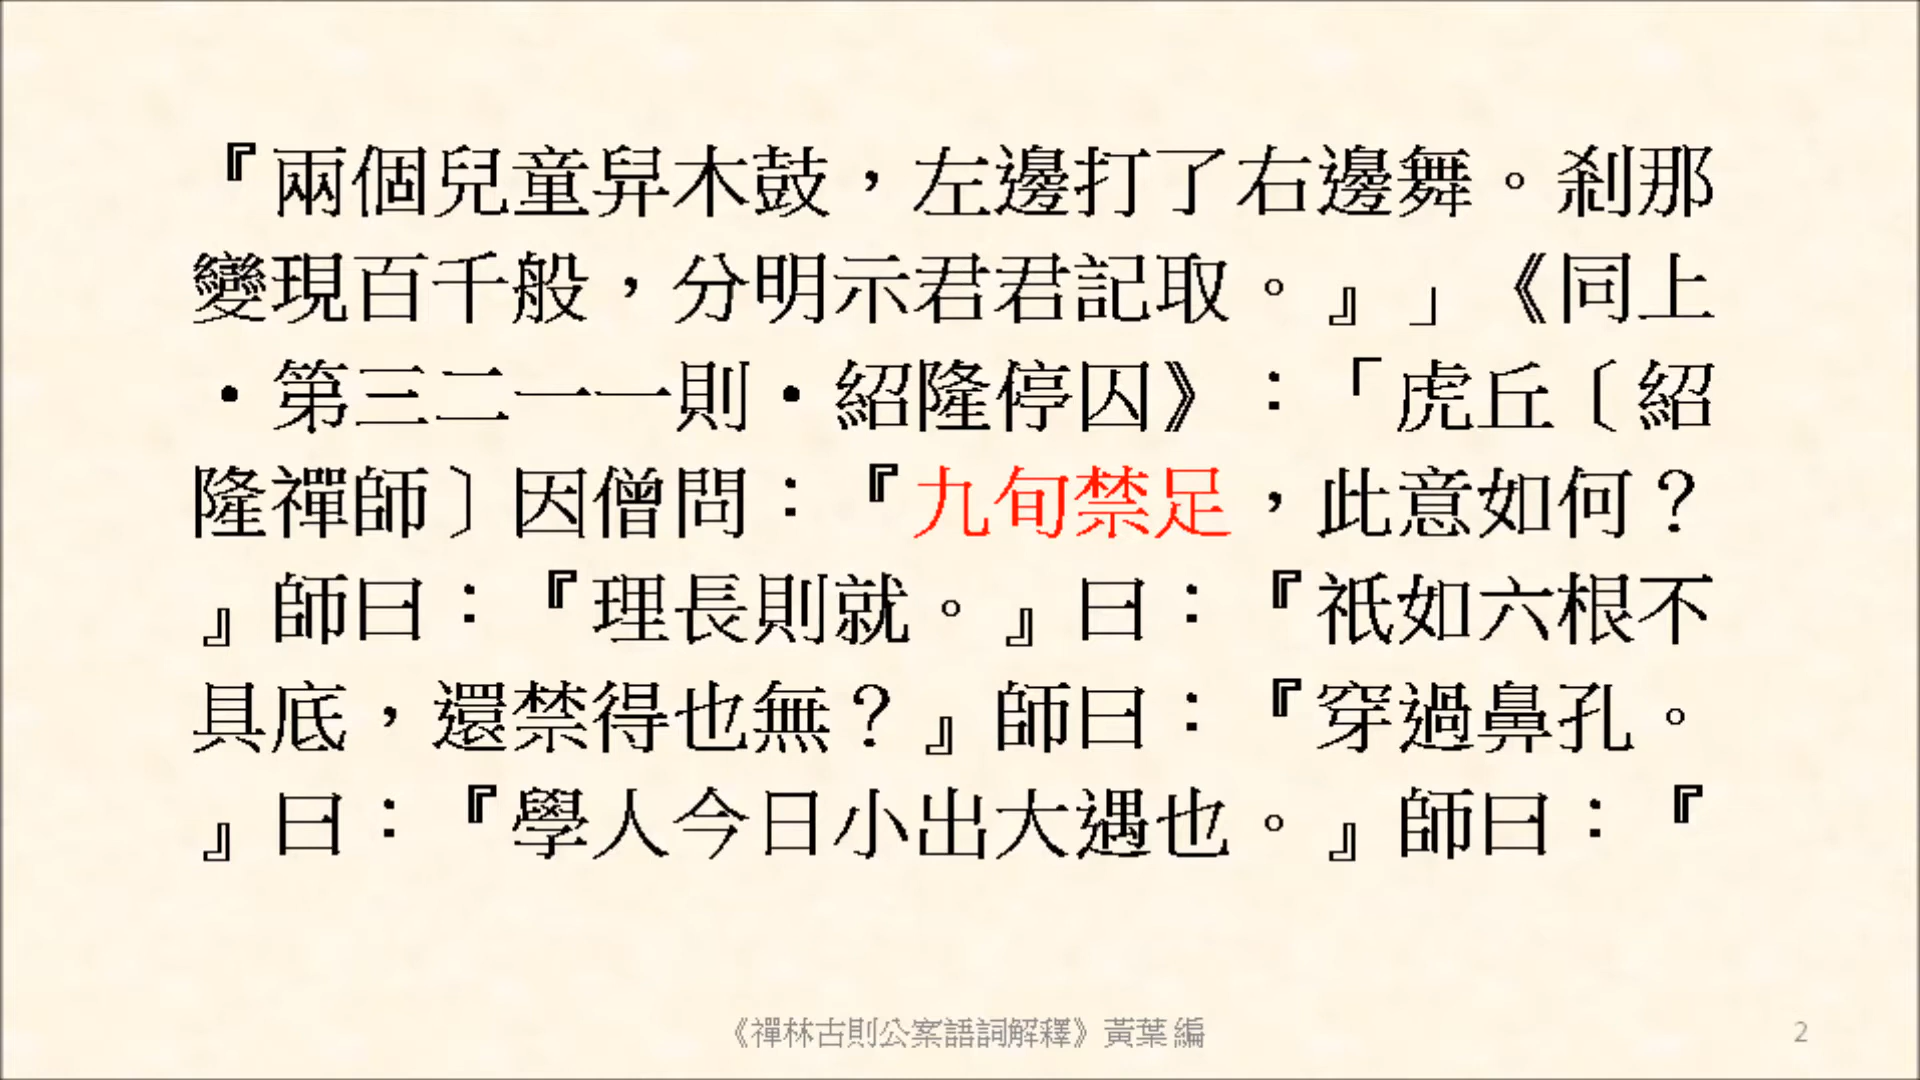 『兩個兒童舁木鼓，左邊打了右邊舞。剎那
變現百千般，分明示君君記取。』」《同上
‧第三二一一則‧紹隆停囚》：「虎丘〔紹
隆禪師〕因僧問：『九旬禁足，此意如何？
』師曰：『理長則就。』曰：『祇如六根不
具底，還禁得也無？』師曰：『穿過鼻孔。
』曰：『學人今日小出大遇也。』師曰：『
《禪林古則公案語詞解釋》黃葉 編
2